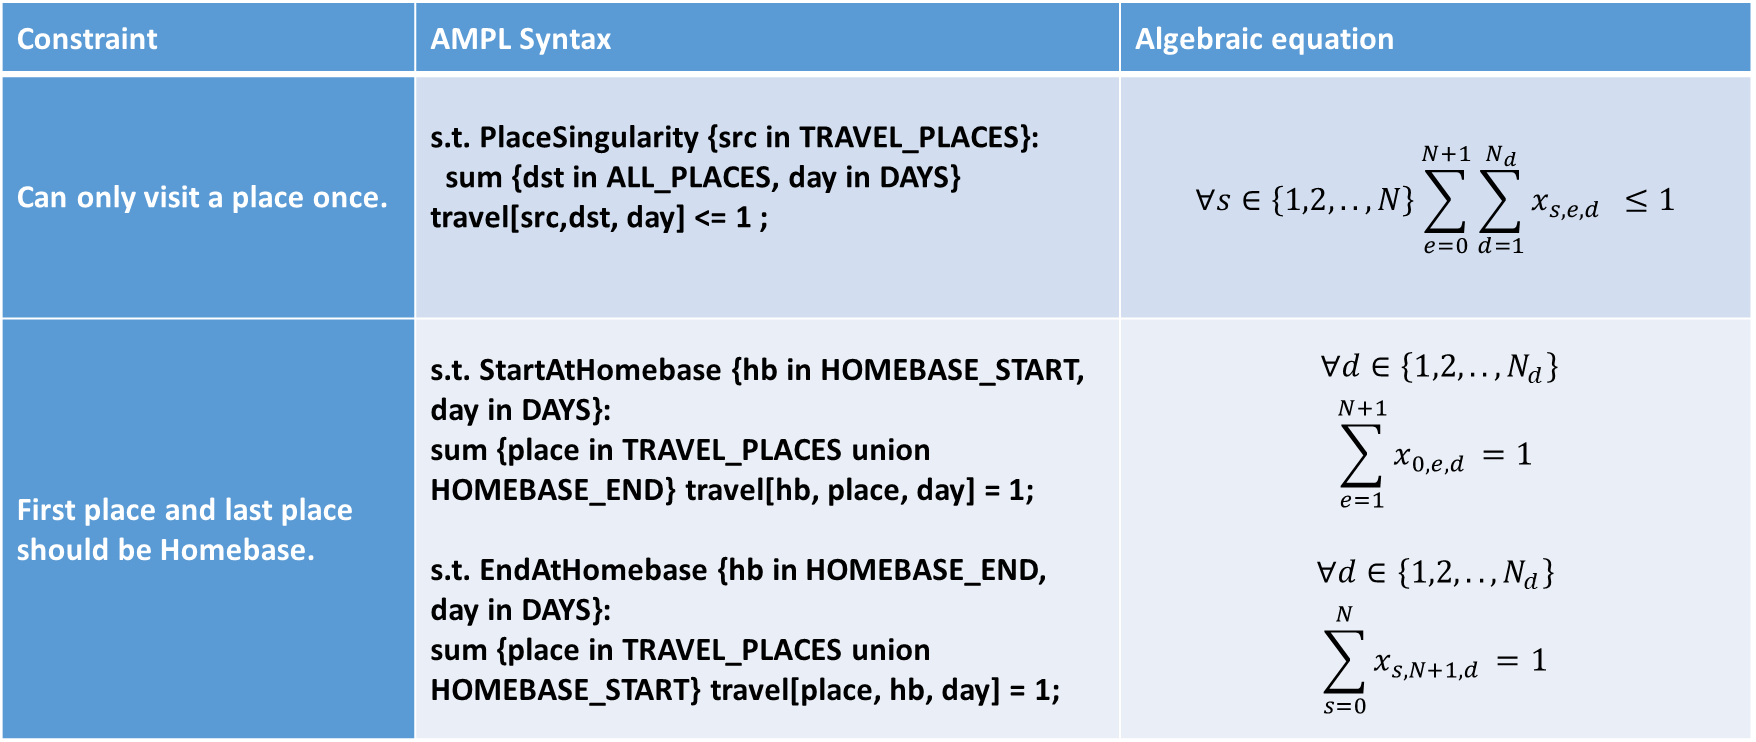 Constraint
AMPL Syntax
Algebraic equation
Can only visit a place once.
s.t. PlaceSingularity {src in TRAVEL_PLACES}:
sum {dst in ALL_PLACES, day in DAYS}
travel[src,dst, day] <= 1 ;
∀s ∈ {1,2,..,N} ∑_{e=0}^{N+1} ∑_{d=1}^{N_d} x_{s,e,d} ≤ 1
First place and last place
should be Homebase.
s.t. StartAtHomebase {hb in HOMEBASE_START,
day in DAYS}:
sum {place in TRAVEL_PLACES union
HOMEBASE_END} travel[hb, place, day] = 1;
s.t. EndAtHomebase {hb in HOMEBASE_END,
day in DAYS}:
sum {place in TRAVEL_PLACES union
HOMEBASE_START} travel[place, hb, day] = 1;
∀d ∈ {1,2,..,N_d}
∑_{e=1}^{N+1} x_{0,e,d} = 1
∀d ∈ {1,2,..,N_d}
∑_{s=0}^{N} x_{s,N+1,d} = 1